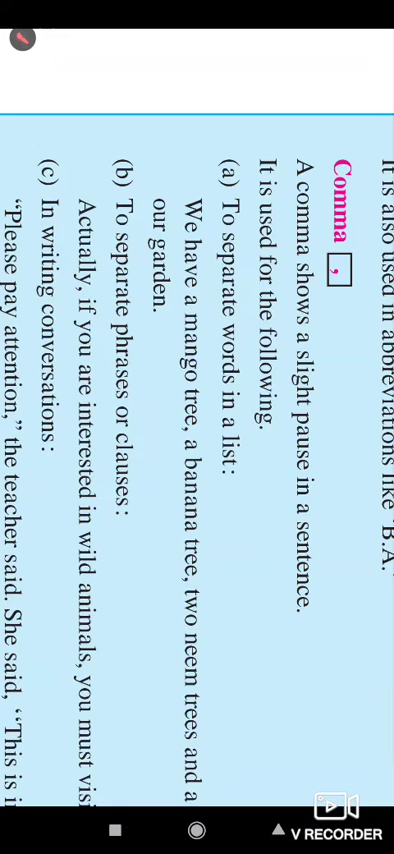 It is also used in abbreviations like B.A.
Comma ,
A comma shows a slight pause in a sentence.
It is used for the following.
(a) To separate words in a list:
We have a mango tree, a banana tree, two neem trees and a
our garden.
(b) To separate phrases or clauses:
Actually, if you are interested in wild animals, you must visi
(c) In writing conversations:
“Please pay attention,” the teacher said. She said, “This is i
V RECORDER